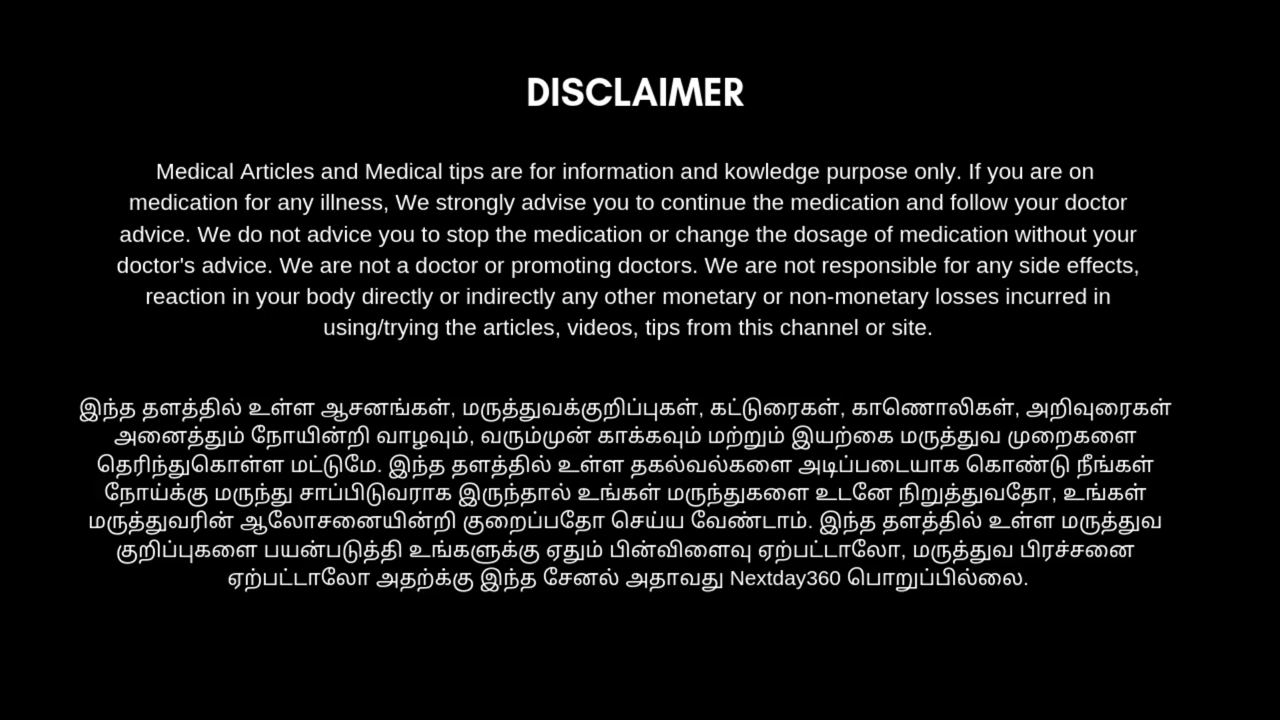 DISCLAIMER
Medical Articles and Medical tips are for information and kowledge purpose only. If you are on
medication for any illness, We strongly advise you to continue the medication and follow your doctor
advice. We do not advice you to stop the medication or change the dosage of medication without your
doctor's advice. We are not a doctor or promoting doctors. We are not responsible for any side effects,
reaction in your body directly or indirectly any other monetary or non-monetary losses incurred in
using/trying the articles, videos, tips from this channel or site.
இந்த தளத்தில் உள்ள ஆசனங்கள், மருத்துவக்குறிப்புகள், கட்டுரைகள், காணொலிகள், அறிவுரைகள்
அனைத்தும் நோயின்றி வாழவும், வரும்முன் காக்கவும் மற்றும் இயற்கை மருத்துவ முறைகளை
தெரிந்துகொள்ள மட்டுமே. இந்த தளத்தில் உள்ள தகல்வல்களை அடிப்படையாக கொண்டு நீங்கள்
நோய்க்கு மருந்து சாப்பிடுவராக இருந்தால் உங்கள் மருந்துகளை உடனே நிறுத்துவதோ, உங்கள்
மருத்துவரின் ஆலோசனையின்றி குறைப்பதோ செய்ய வேண்டாம். இந்த தளத்தில் உள்ள மருத்துவ
குறிப்புகளை பயன்படுத்தி உங்களுக்கு ஏதும் பின்விளைவு ஏற்பட்டாலோ, மருத்துவ பிரச்சனை
ஏற்பட்டாலோ அதற்க்கு இந்த சேனல் அதாவது Nextday360 பொறுப்பில்லை.